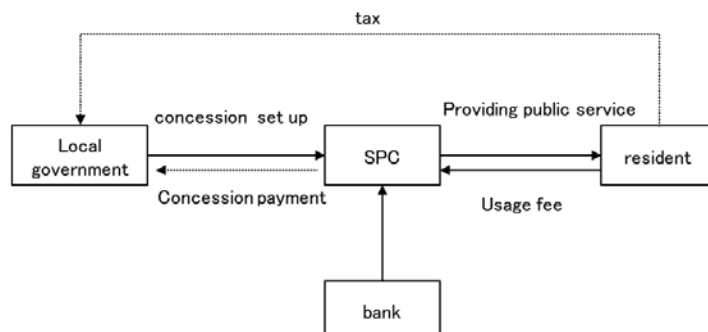 tax
concession set up
Providing public service
Local
government
SPC
resident
Concession payment
Usage fee
bank